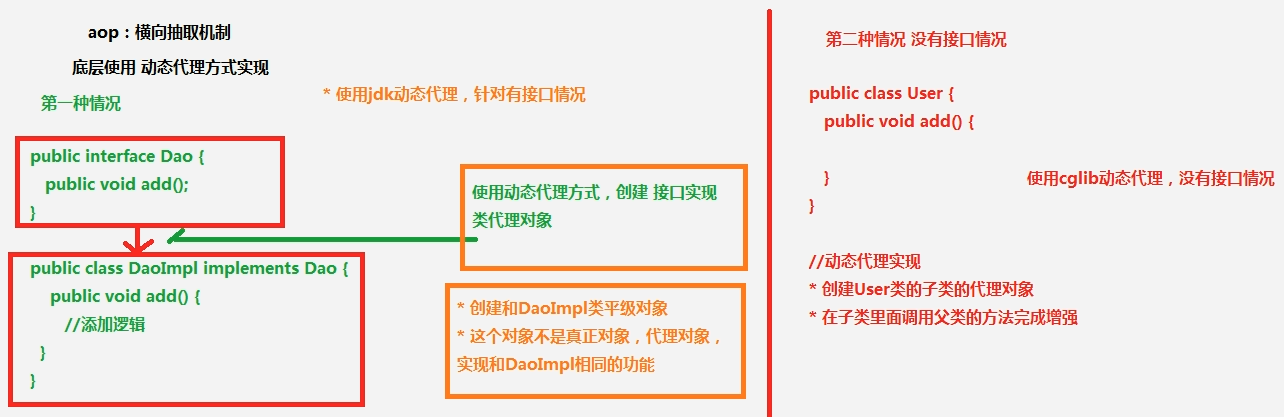 aop：横向抽取机制
底层使用 动态代理方式实现
第一种情况
* 使用jdk动态代理，针对有接口情况
public interface Dao {
public void add();
}
public class DaoImpl implements Dao {
public void add() {
//添加逻辑
}
}
使用动态代理方式，创建 接口实现
类代理对象
* 创建和DaoImpl类平级对象
* 这个对象不是真正对象，代理对象，
实现和DaoImpl相同的功能
第二种情况 没有接口情况
public class User {
public void add() {
}
使用cglib动态代理，没有接口情况
}
//动态代理实现
* 创建User类的子类的代理对象
* 在子类里面调用父类的方法完成增强